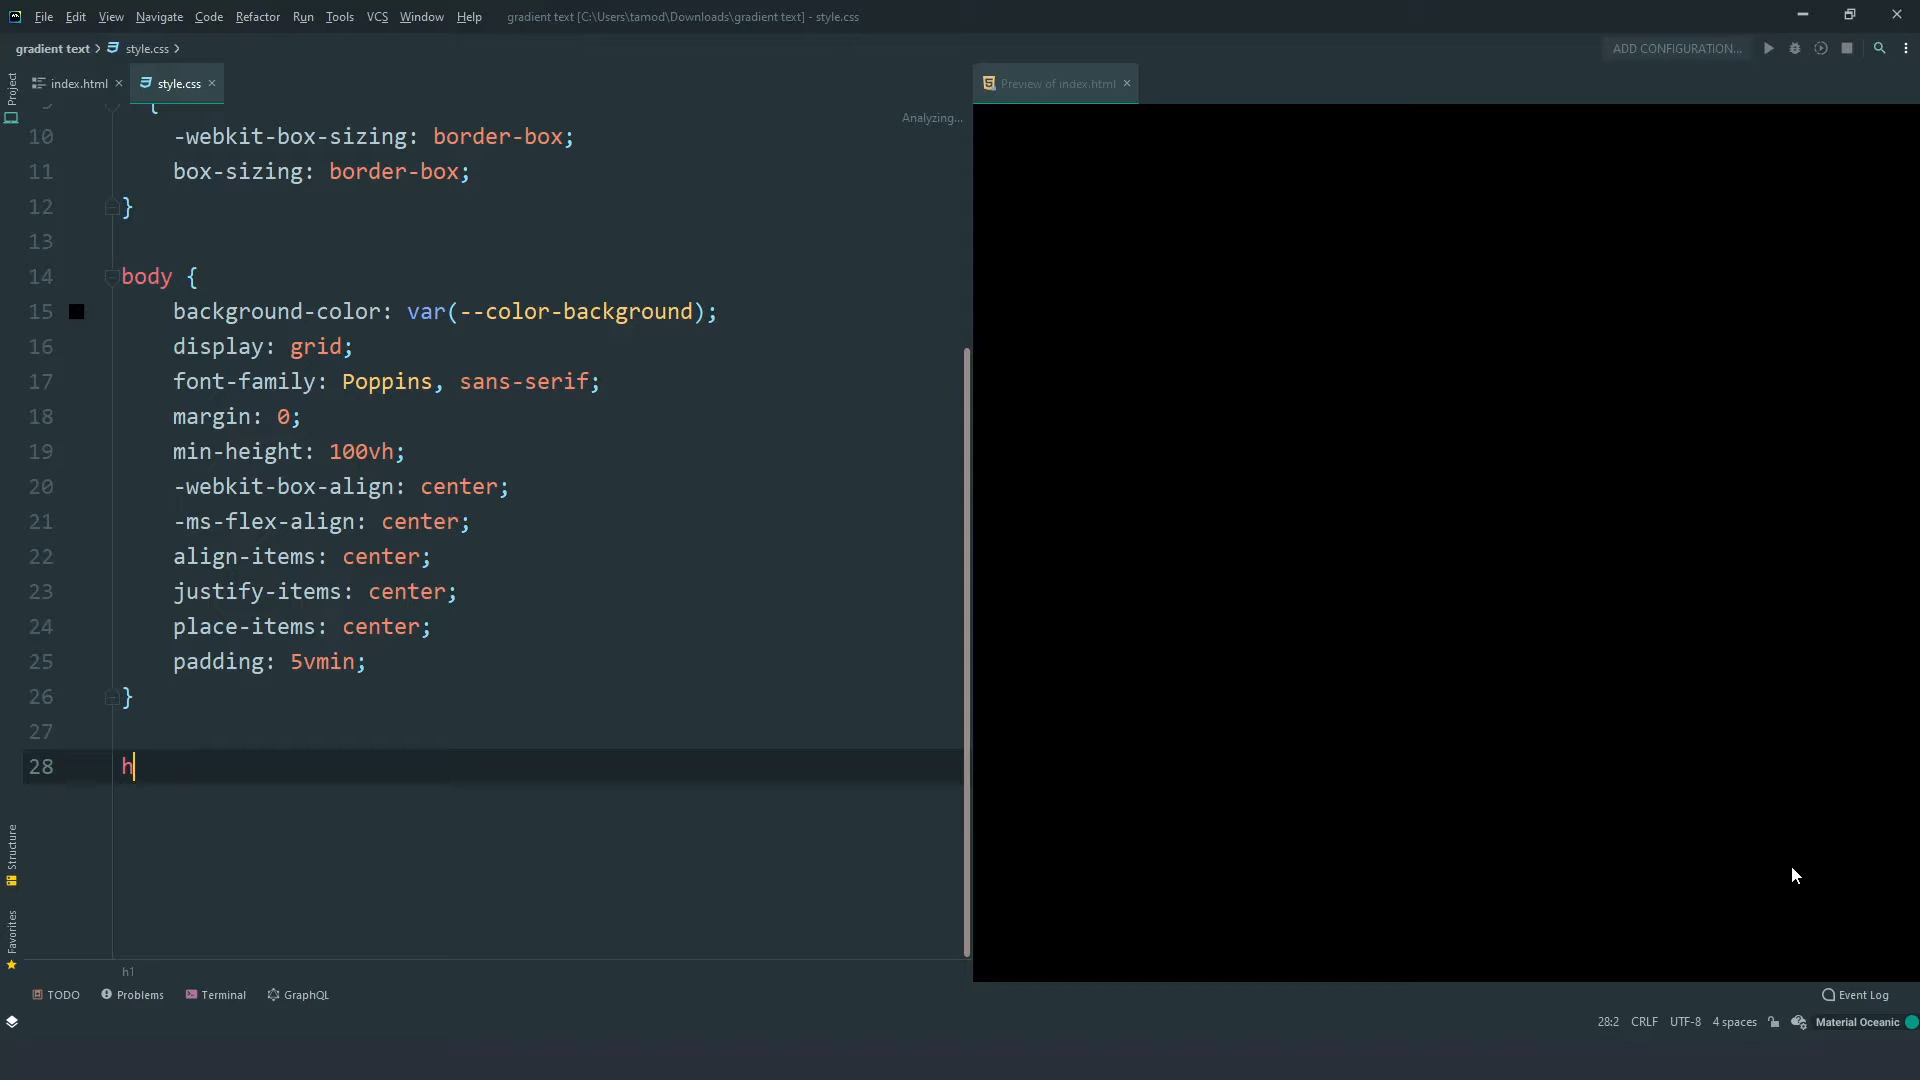 File Edit View Navigate Code Refactor Run Tools VCS Window Help gradient text [C:\Users\tamod\Downloads\gradient text] - style.css
gradient text style.css ADD CONFIGURATION...
Project
index.html style.css Preview of index.html
Analyzing...
{
10 -webkit-box-sizing: border-box;
11 box-sizing: border-box;
12 }
13
14 body {
15 background-color: var(--color-background);
16 display: grid;
17 font-family: Poppins, sans-serif;
18 margin: 0;
19 min-height: 100vh;
20 -webkit-box-align: center;
21 -ms-flex-align: center;
22 align-items: center;
23 justify-items: center;
24 place-items: center;
25 padding: 5vmin;
26 }
27
28 h
Structure
Favorites
h1
TODO Problems Terminal GraphQL Event Log
28:2 CRLF UTF-8 4 spaces Material Oceanic